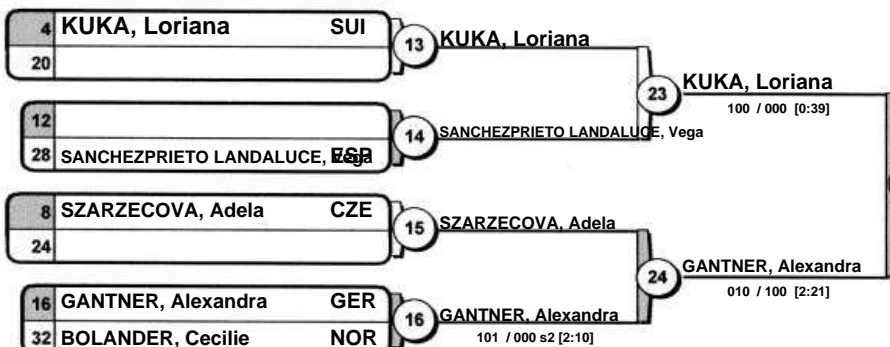 4 KUKA, Loriana SUI
20
13 KUKA, Loriana
12
28 SANCHEZPRIETO LANDALUCE, Vega ESP
14 SANCHEZPRIETO LANDALUCE, Vega
23 KUKA, Loriana
100 / 000 [0:39]
8 SZARZECOVA, Adela CZE
24
15 SZARZECOVA, Adela
16 GANTNER, Alexandra GER
32 BOLANDER, Cecilie NOR
16 GANTNER, Alexandra
101 / 000 s2 [2:10]
24 GANTNER, Alexandra
010 / 100 [2:21]